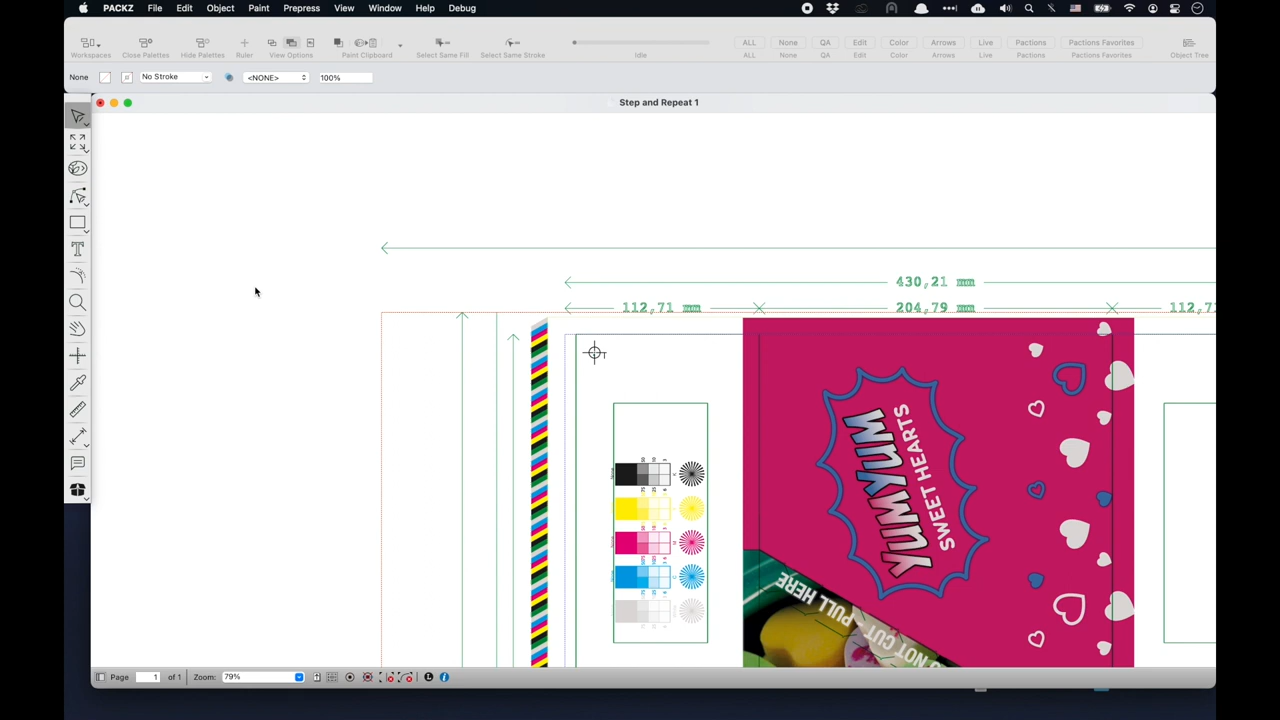 PACKZ File Edit Object Paint Prepress View Window Help Debug
ALL None QA Edit Color Arrows Live Pactions Pactions Favorites
Workspaces Close Palettes Hide Palettes Ruler View Options Paint Clipboard Select Same Fill Select Same Stroke Idle ALL None QA Edit Color Arrows Live Pactions Pactions Favorites Object Tree
None No Stroke <NONE> 100%
Step and Repeat 1
430,21 mm
112,71 mm 204,79 mm 112,7
YUMYUM
SWEET HEARTS
DO NOT CUT - PULL HERE
Page 1 of 1 Zoom: 79%